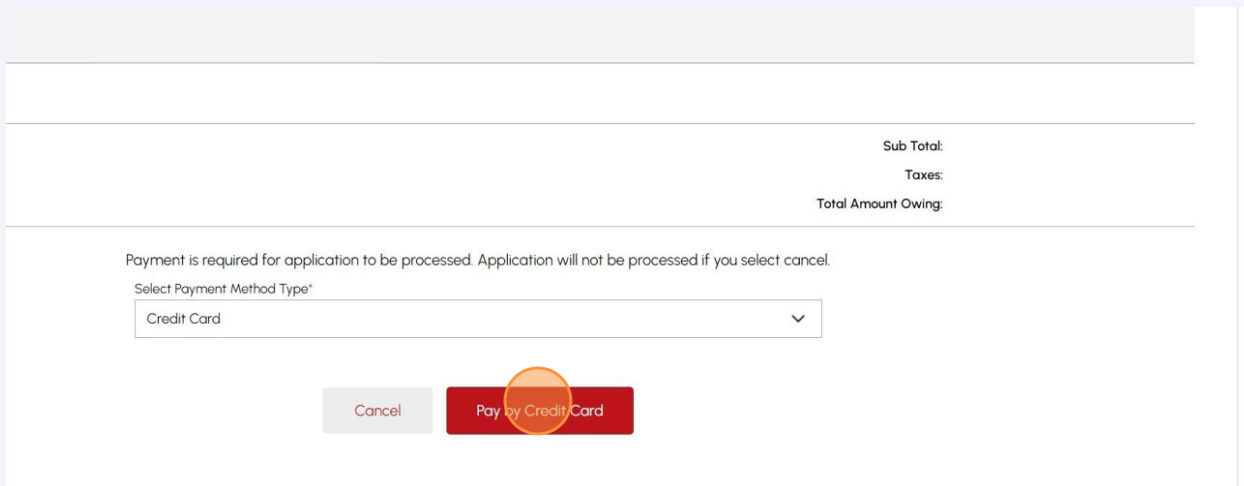 Sub Total:
Taxes:
Total Amount Owing:
Payment is required for application to be processed. Application will not be processed if you select cancel.
Select Payment Method Type*
Credit Card
Cancel
Pay by Credit Card